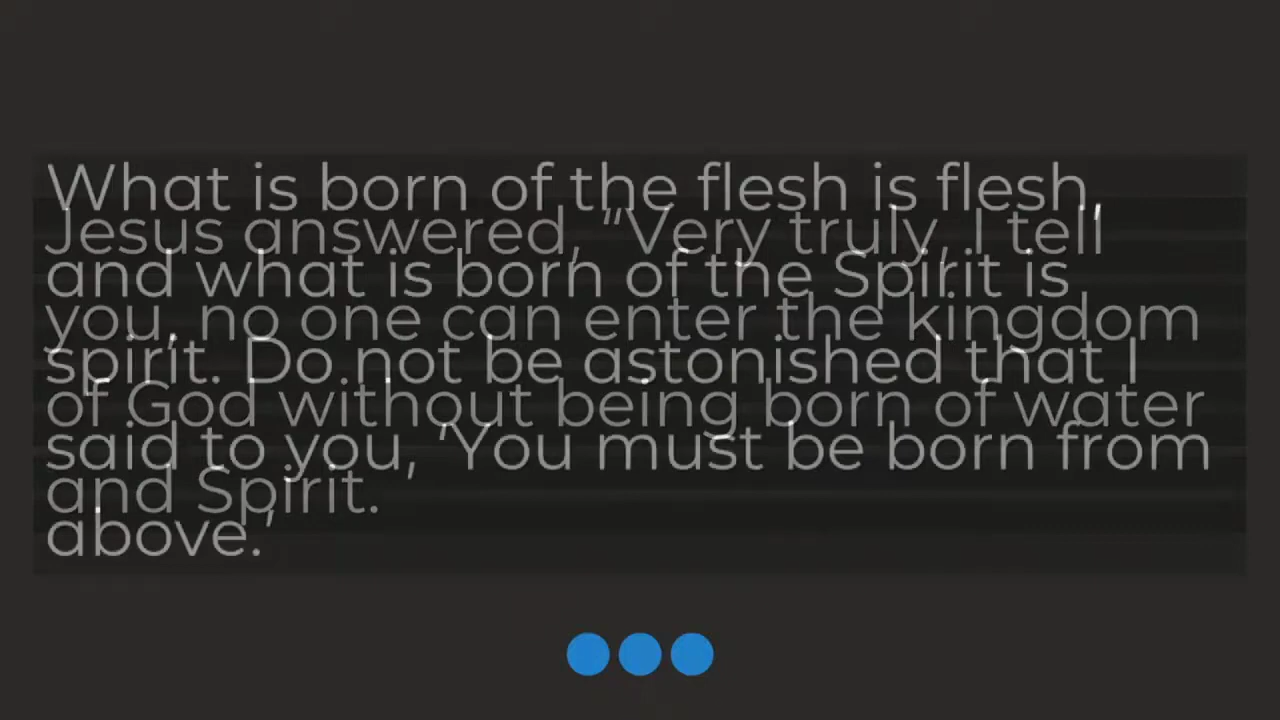 What is born of the flesh is flesh,
Jesus answered, "Very truly, I tell
and what is born of the Spirit is
you, no one can enter the kingdom
spirit. Do not be astonished that I
of God without being born of water
said to you, 'You must be born from
and Spirit.
above.'